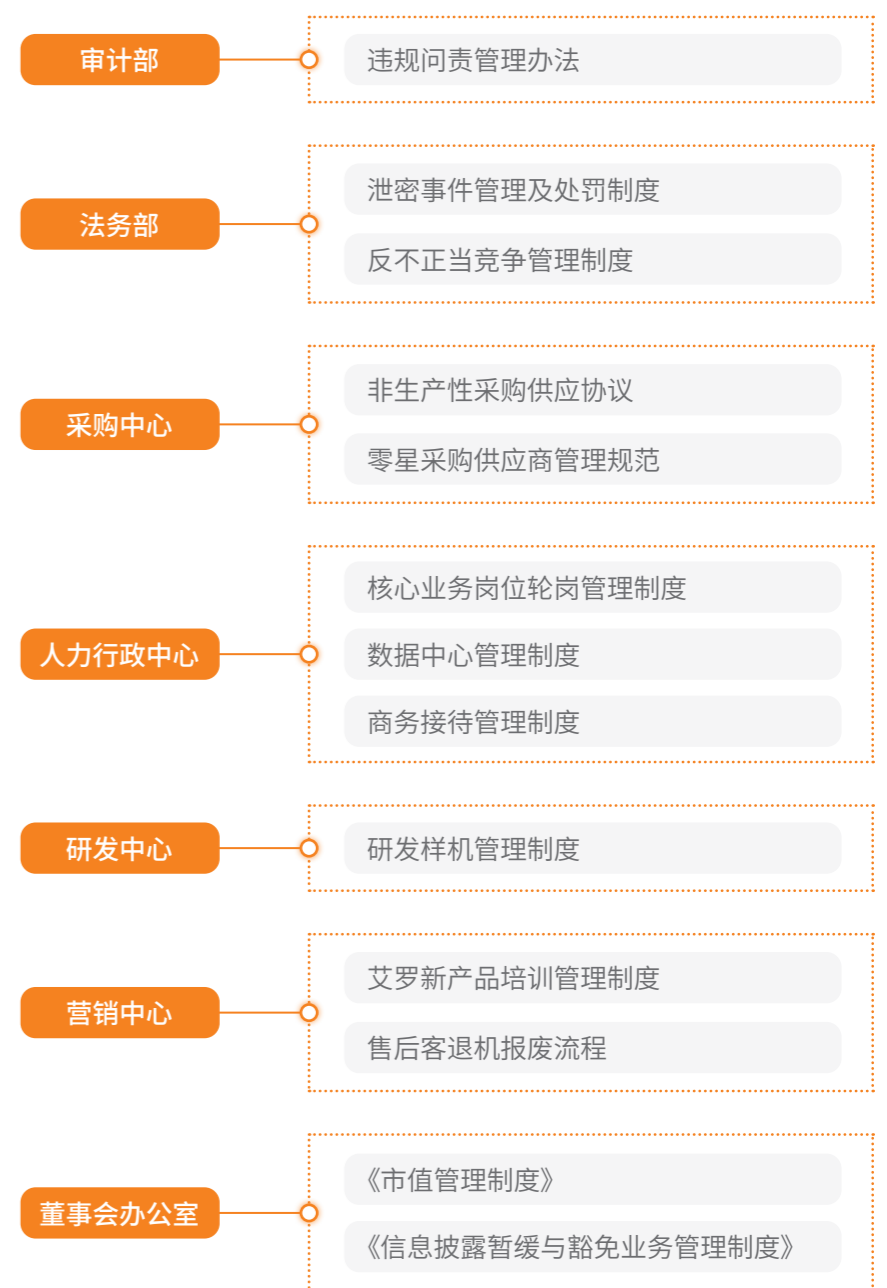 审计部
违规问责管理办法
法务部
泄密事件管理及处罚制度
反不正当竞争管理制度
采购中心
非生产性采购供应协议
零星采购供应商管理规范
人力行政中心
核心业务岗位轮岗管理制度
数据中心管理制度
商务接待管理制度
研发中心
研发样机管理制度
营销中心
艾罗新产品培训管理制度
售后客退机报废流程
董事会办公室
《市值管理制度》
《信息披露暂缓与豁免业务管理制度》